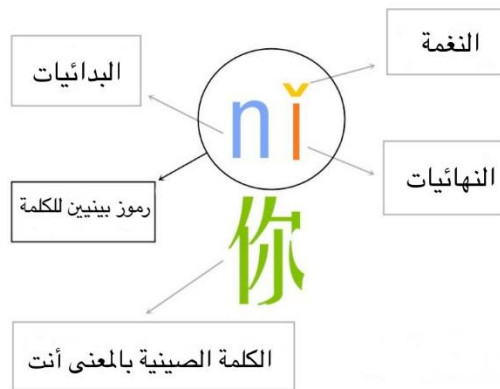 النغمة
البدائيات
nǐ
النهائيات
رموز بينيين للكلمة
你
الكلمة الصينية بالمعنى أنت